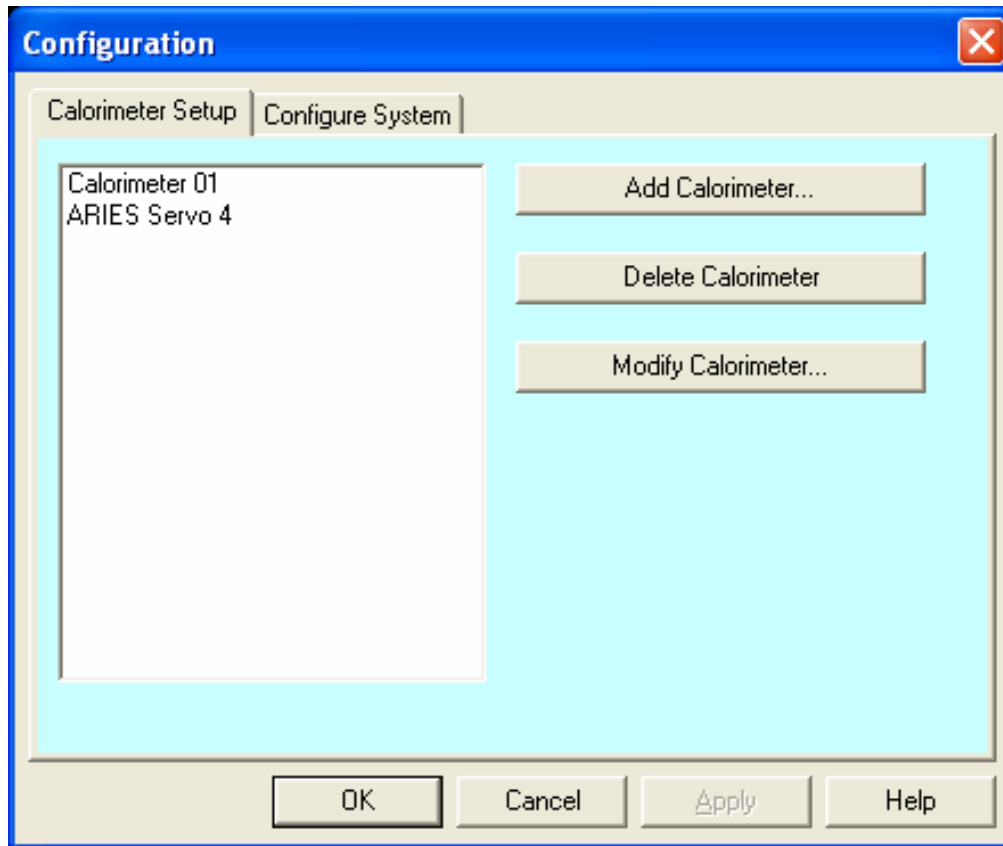 Configuration
Calorimeter Setup
Configure System
Calorimeter 01
ARIES Servo 4
Add Calorimeter...
Delete Calorimeter
Modify Calorimeter...
OK
Cancel
Apply
Help